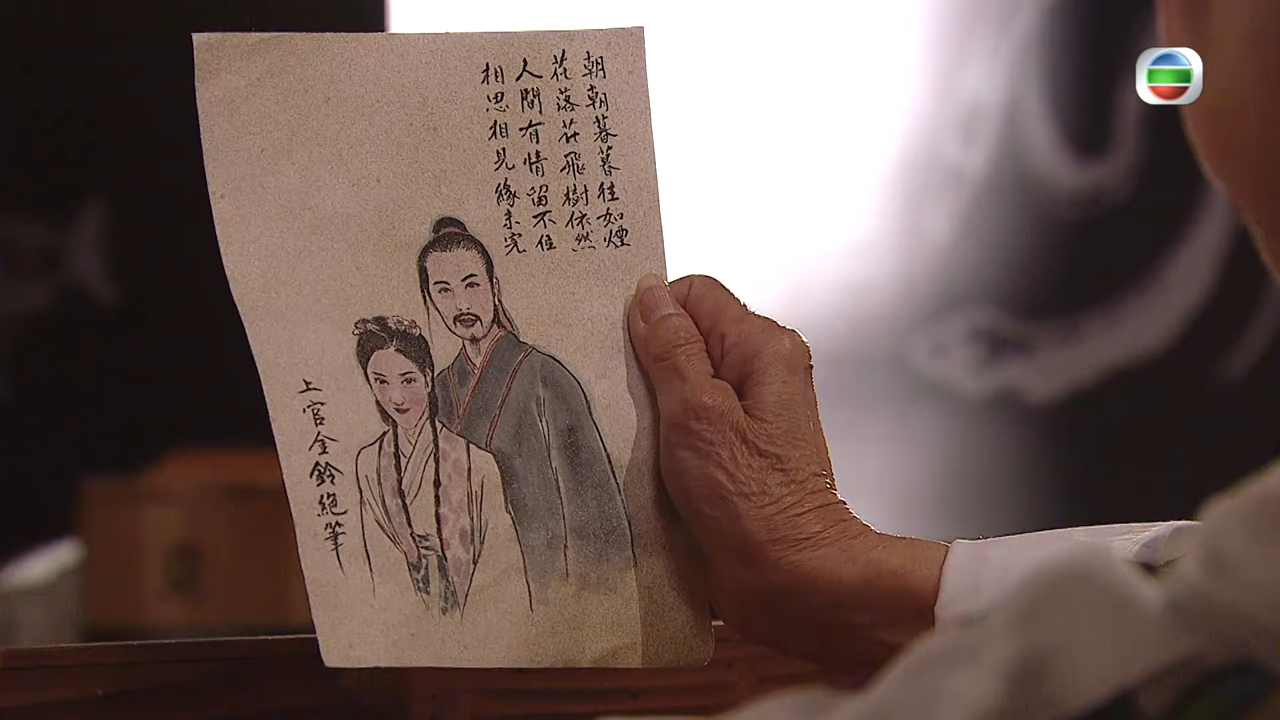 朝朝暮暮往如煙
花落花飛樹依然
人間有情留不住
相思相見緣未完
上官金鈴絕筆